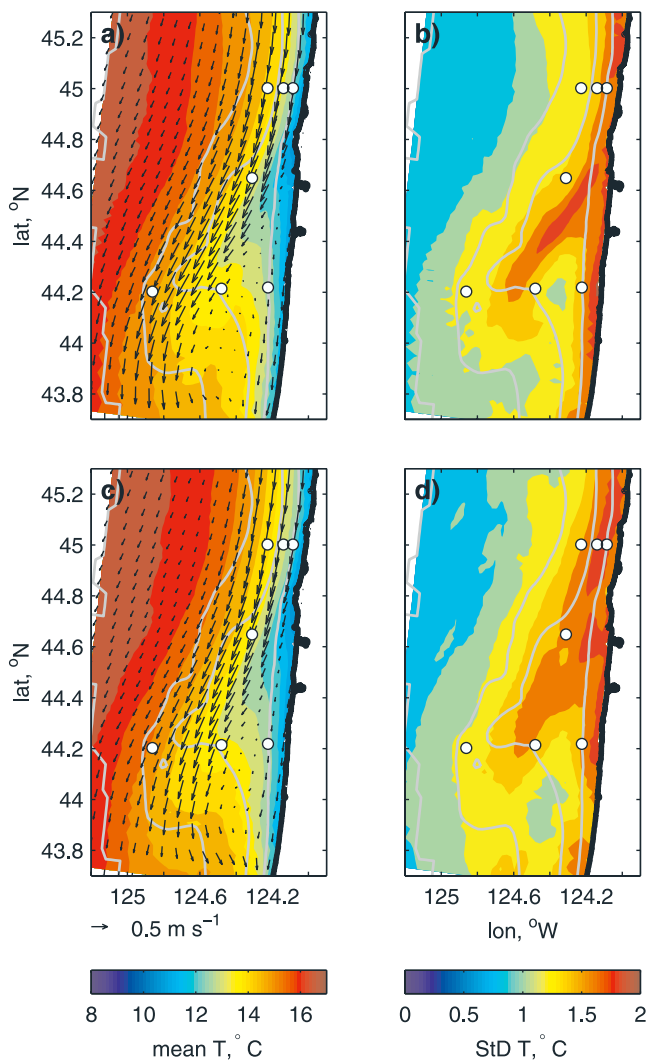 a) b)
45.2
45
44.8
44.6
44.4
44.2
44
43.8
lat, °N
c) d)
45.2
45
44.8
44.6
44.4
44.2
44
43.8
lat, °N
125 124.6 124.2 125 124.6 124.2
0.5 m s⁻¹ lon, °W
8 10 12 14 16 0 0.5 1 1.5 2
mean T, °C StD T, °C